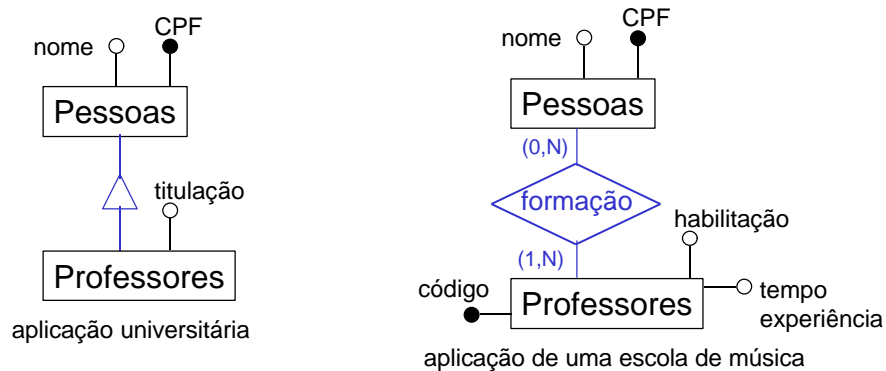 nome
CPF
Pessoas
titulação
Professores
aplicação universitária
nome
CPF
Pessoas
(0,N)
formação
habilitação
(1,N)
código
Professores
tempo
experiência
aplicação de uma escola de música